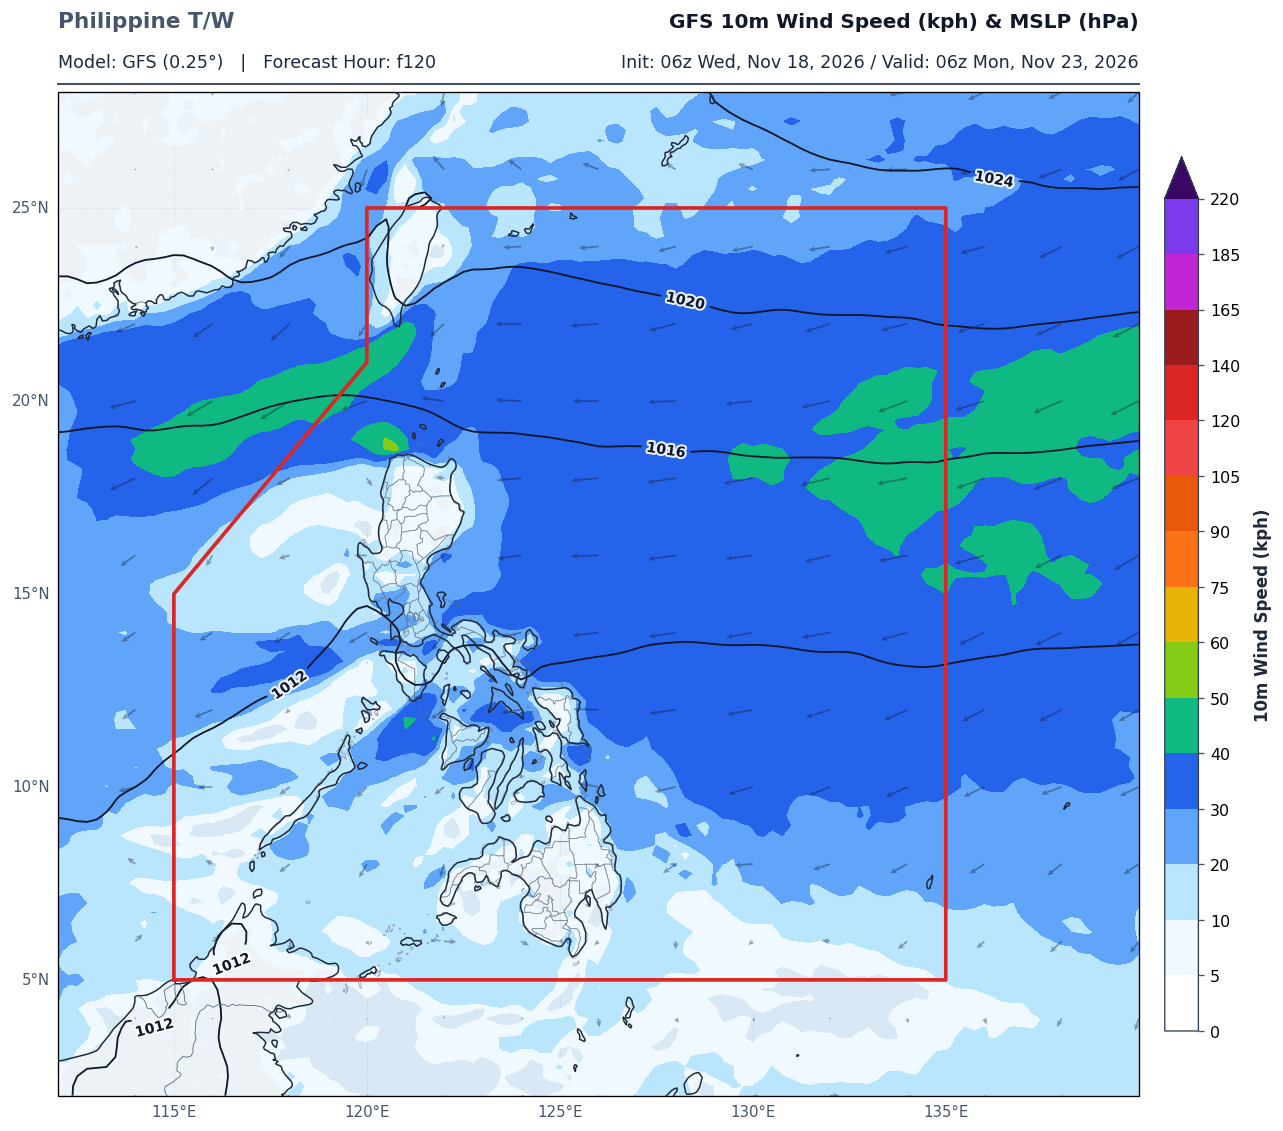 Philippine T/W
GFS 10m Wind Speed (kph) & MSLP (hPa)
Model: GFS (0.25°) | Forecast Hour: f120
Init: 06z Wed, Nov 18, 2026 / Valid: 06z Mon, Nov 23, 2026
1024
1020
1016
1012
1012
1012
25°N
20°N
15°N
10°N
5°N
115°E
120°E
125°E
130°E
135°E
220
185
165
140
120
105
90
75
60
50
40
30
20
10
5
0
10m Wind Speed (kph)